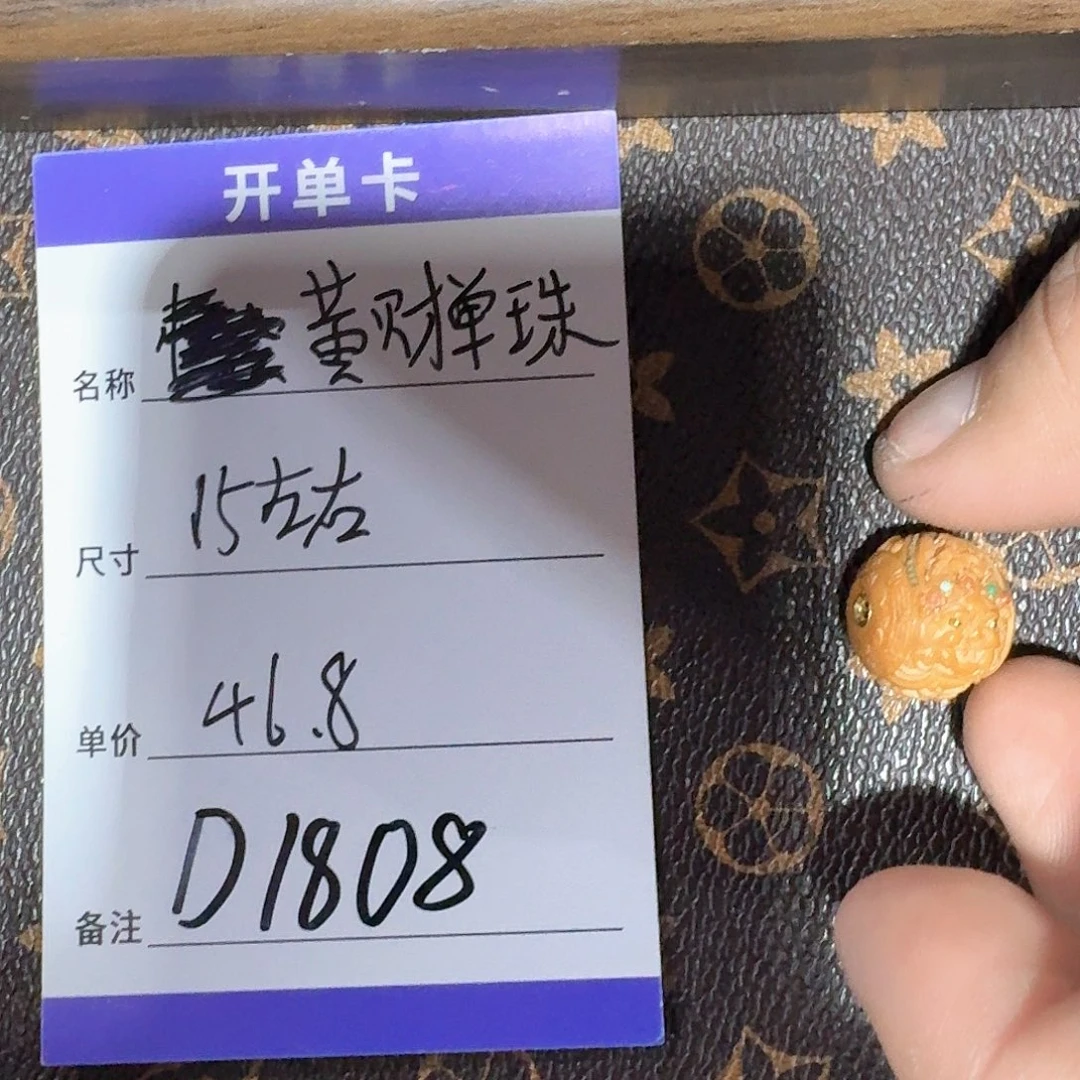 开单卡
名称 黄财单珠
尺寸 15左右
单价 46.8
备注 D1808